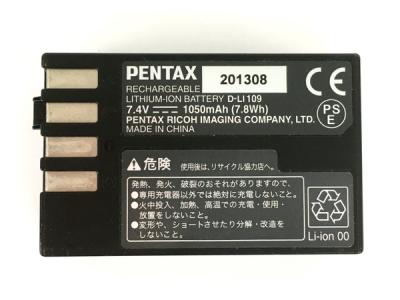 PENTAX
201308
RECHARGEABLE
LITHIUM-ION BATTERY D-LI109
7.4V ⎓ 1050mAh (7.8Wh)
PENTAX RICOH IMAGING COMPANY, LTD.
MADE IN CHINA
CE
PS
E
⚠危険 使用後は、リサイクル協力店へ
発熱、発火、破裂のおそれがありますので
●専用充電器以外では絶対に充電しないこと。
●火中投入、加熱、高温での充電・使用・
放置をしないこと。
●変形や、ショートさせたり分解・改造を
しないこと。
Li-ion 00